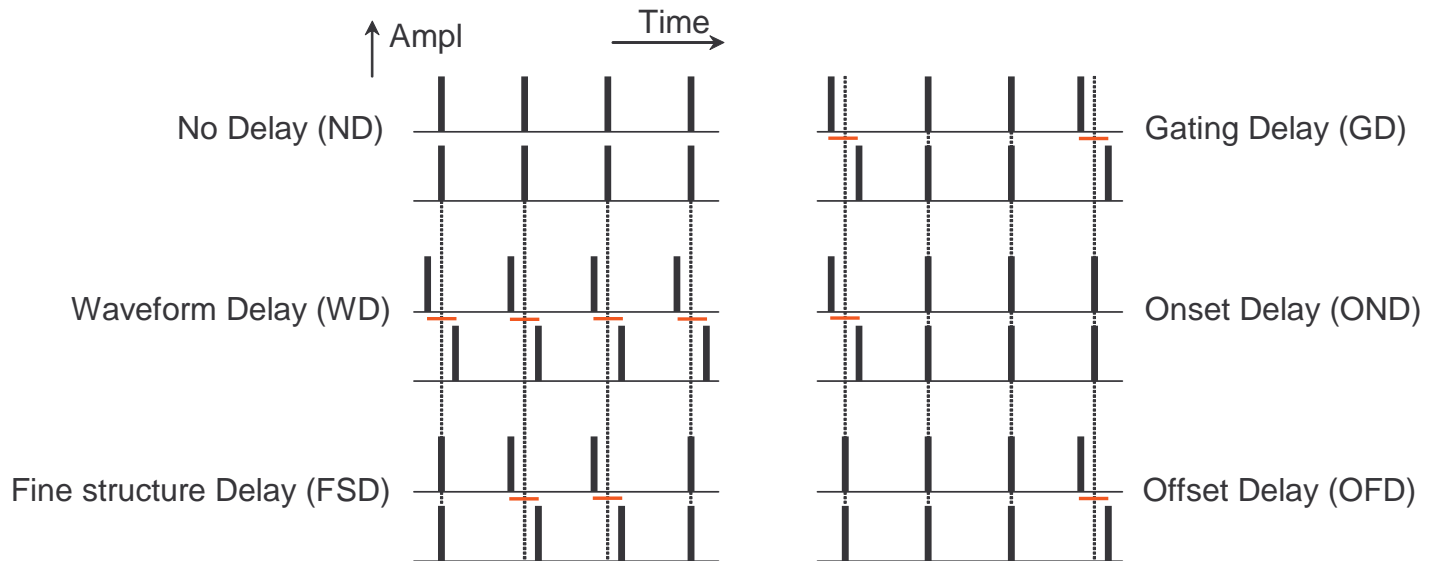 Ampl
Time
No Delay (ND)
Gating Delay (GD)
Waveform Delay (WD)
Onset Delay (OND)
Fine structure Delay (FSD)
Offset Delay (OFD)